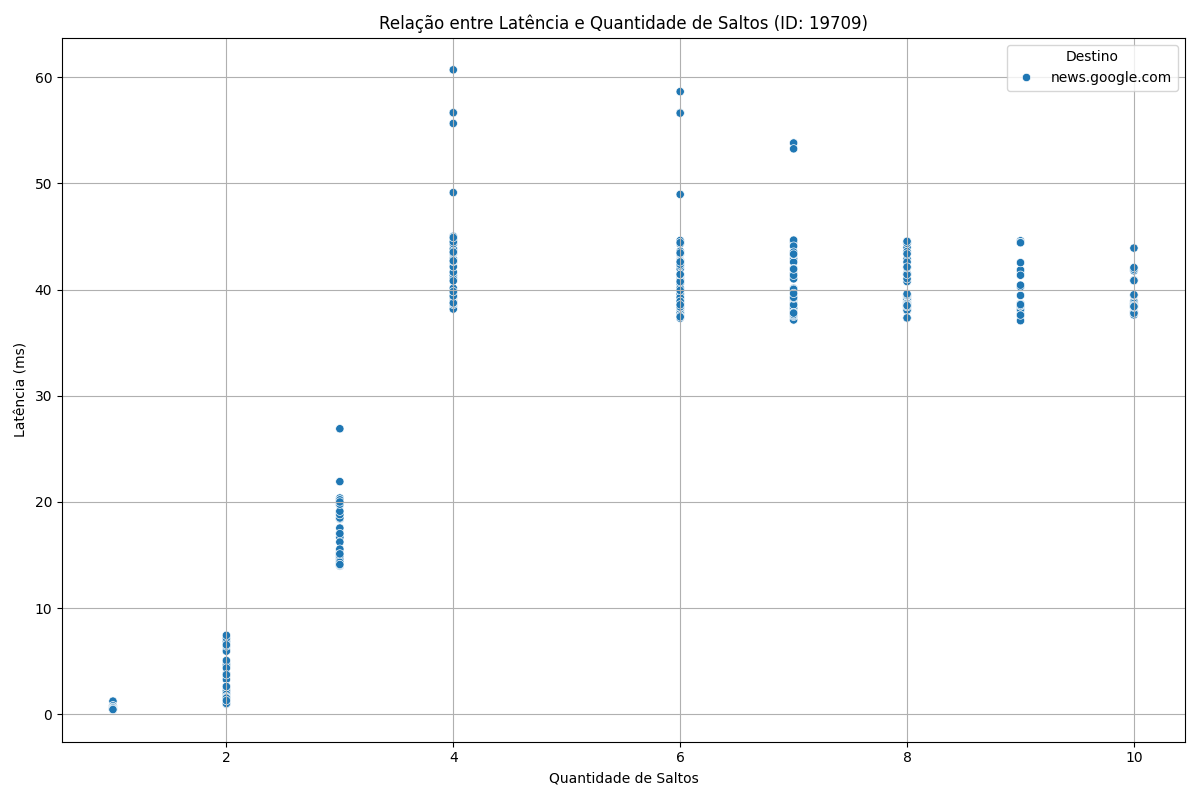 Relação entre Latência e Quantidade de Saltos (ID: 19709)
Destino
news.google.com
60
50
40
30
20
10
0
Latência (ms)
2
4
6
8
10
Quantidade de Saltos